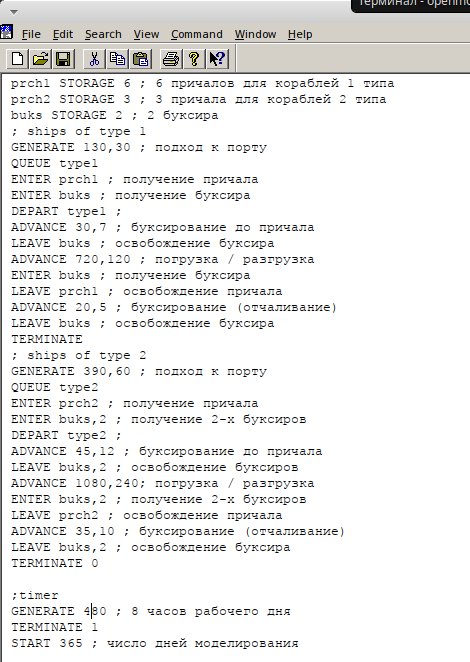 Терминал - openmo
File Edit Search View Command Window Help
prch1 STORAGE 6 ; 6 причалов для кораблей 1 типа
prch2 STORAGE 3 ; 3 причала для кораблей 2 типа
buks STORAGE 2 ; 2 буксира
; ships of type 1
GENERATE 130,30 ; подход к порту
QUEUE type1
ENTER prch1 ; получение причала
ENTER buks ; получение буксира
DEPART type1 ;
ADVANCE 30,7 ; буксирование до причала
LEAVE buks ; освобождение буксира
ADVANCE 720,120 ; погрузка / разгрузка
ENTER buks ; получение буксира
LEAVE prch1 ; освобождение причала
ADVANCE 20,5 ; буксирование (отчаливание)
LEAVE buks ; освобождение буксира
TERMINATE
; ships of type 2
GENERATE 390,60 ; подход к порту
QUEUE type2
ENTER prch2 ; получение причала
ENTER buks,2 ; получение 2-х буксиров
DEPART type2 ;
ADVANCE 45,12 ; буксирование до причала
LEAVE buks,2 ; освобождение буксиров
ADVANCE 1080,240; погрузка / разгрузка
ENTER buks,2 ; получение 2-х буксиров
LEAVE prch2 ; освобождение причала
ADVANCE 35,10 ; буксирование (отчаливание)
LEAVE buks,2 ; освобождение буксира
TERMINATE 0
;timer
GENERATE 480 ; 8 часов рабочего дня
TERMINATE 1
START 365 ; число дней моделирования